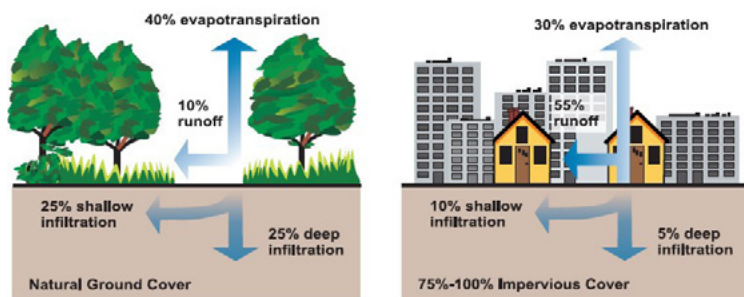 40% evapotranspiration
10%
runoff
25% shallow
infiltration
25% deep
infiltration
Natural Ground Cover
30% evapotranspiration
55%
runoff
10% shallow
infiltration
5% deep
infiltration
75%-100% Impervious Cover